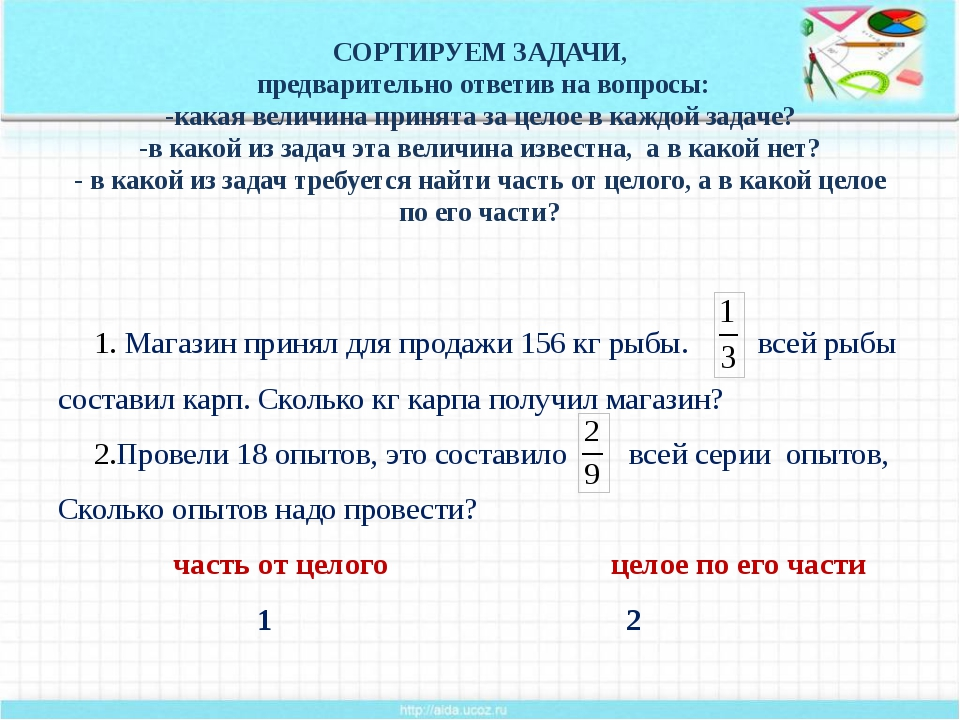 СОРТИРУЕМ ЗАДАЧИ,
предварительно ответив на вопросы:
-какая величина принята за целое в каждой задаче?
-в какой из задач эта величина известна, а в какой нет?
- в какой из задач требуется найти часть от целого, а в какой целое
по его части?
1. Магазин принял для продажи 156 кг рыбы. 1/3 всей рыбы
составил карп. Сколько кг карпа получил магазин?
2.Провели 18 опытов, это составило 2/9 всей серии опытов,
Сколько опытов надо провести?
часть от целого целое по его части
1 2
http://aida.ucoz.ru